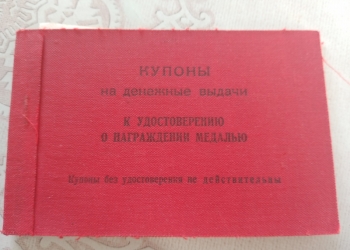 КУПОНЫ
на денежные выдачи
К УДОСТОВЕРЕНИЮ
О НАГРАЖДЕНИИ МЕДАЛЬЮ
Купоны без удостоверения не действительны